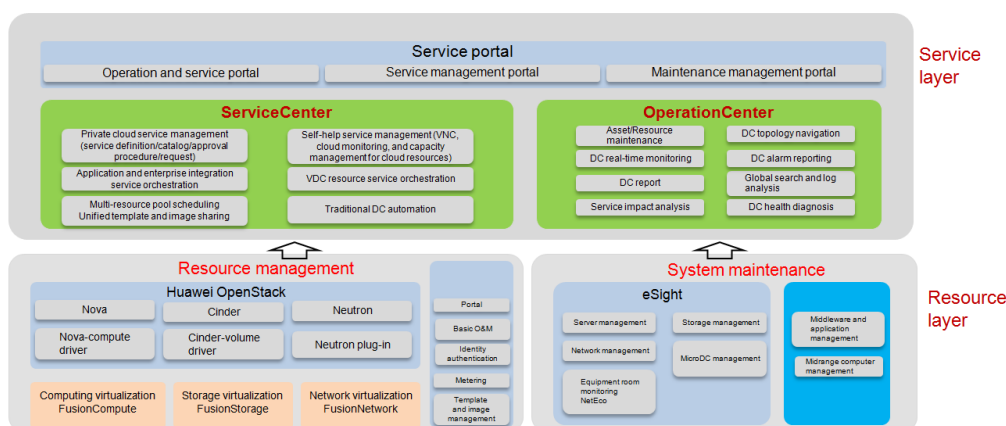 Service portal
Operation and service portal
Service management portal
Maintenance management portal
Service
layer
ServiceCenter
Private cloud service management
(service definition/catalog/approval
procedure/request)
Self-help service management (VNC,
cloud monitoring, and capacity
management for cloud resources)
Application and enterprise integration
service orchestration
VDC resource service orchestration
Multi-resource pool scheduling
Unified template and image sharing
Traditional DC automation
OperationCenter
Asset/Resource
maintenance
DC topology navigation
DC real-time monitoring
DC alarm reporting
DC report
Global search and log
analysis
Service impact analysis
DC health diagnosis
Resource management
Huawei OpenStack
Nova
Cinder
Neutron
Nova-compute
driver
Cinder-volume
driver
Neutron plug-in
Computing virtualization
FusionCompute
Storage virtualization
FusionStorage
Network virtualization
FusionNetwork
Portal
Basic O&M
Identity
authentication
Metering
Template
and image
management
System maintenance
eSight
Server management
Storage management
Network management
MicroDC management
Equipment room
monitoring
NetEco
Middleware and
application
management
Midrange computer
management
Resource
layer